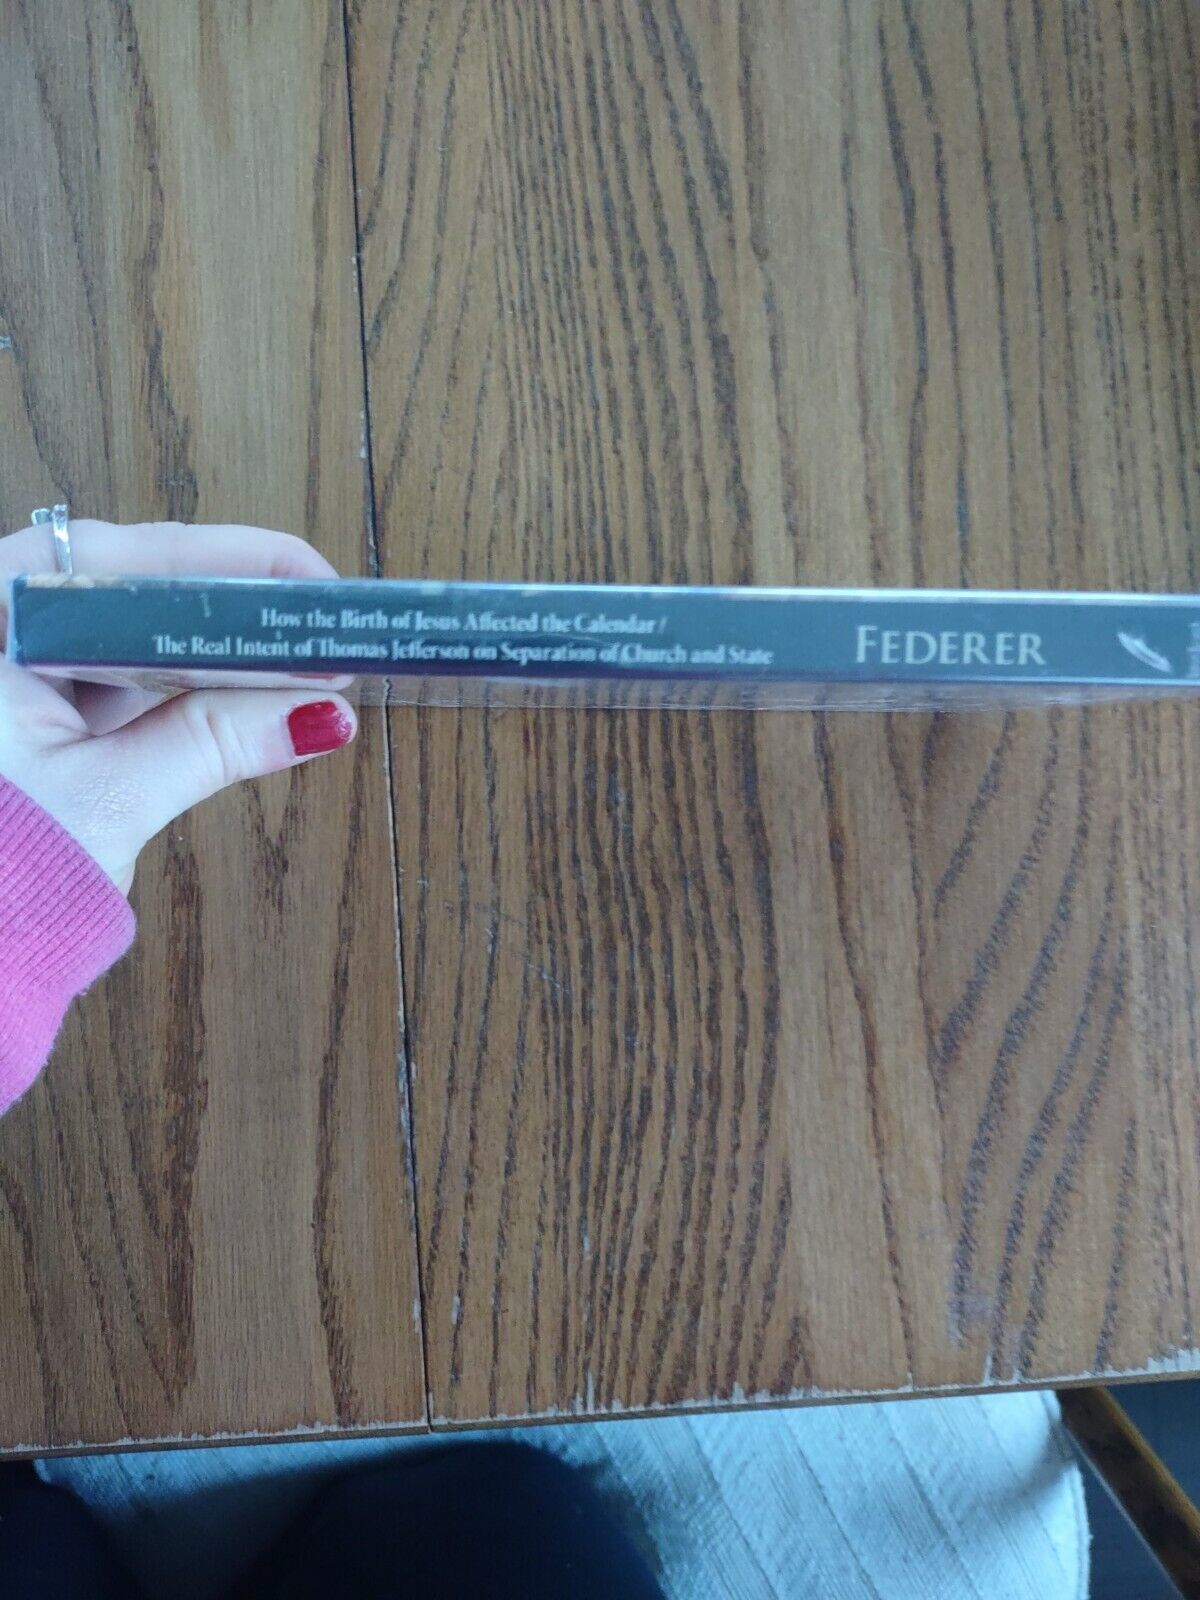 How the Birth of Jesus Affected the Calendar /
The Real Intent of Thomas Jefferson on Separation of Church and State
FEDERER